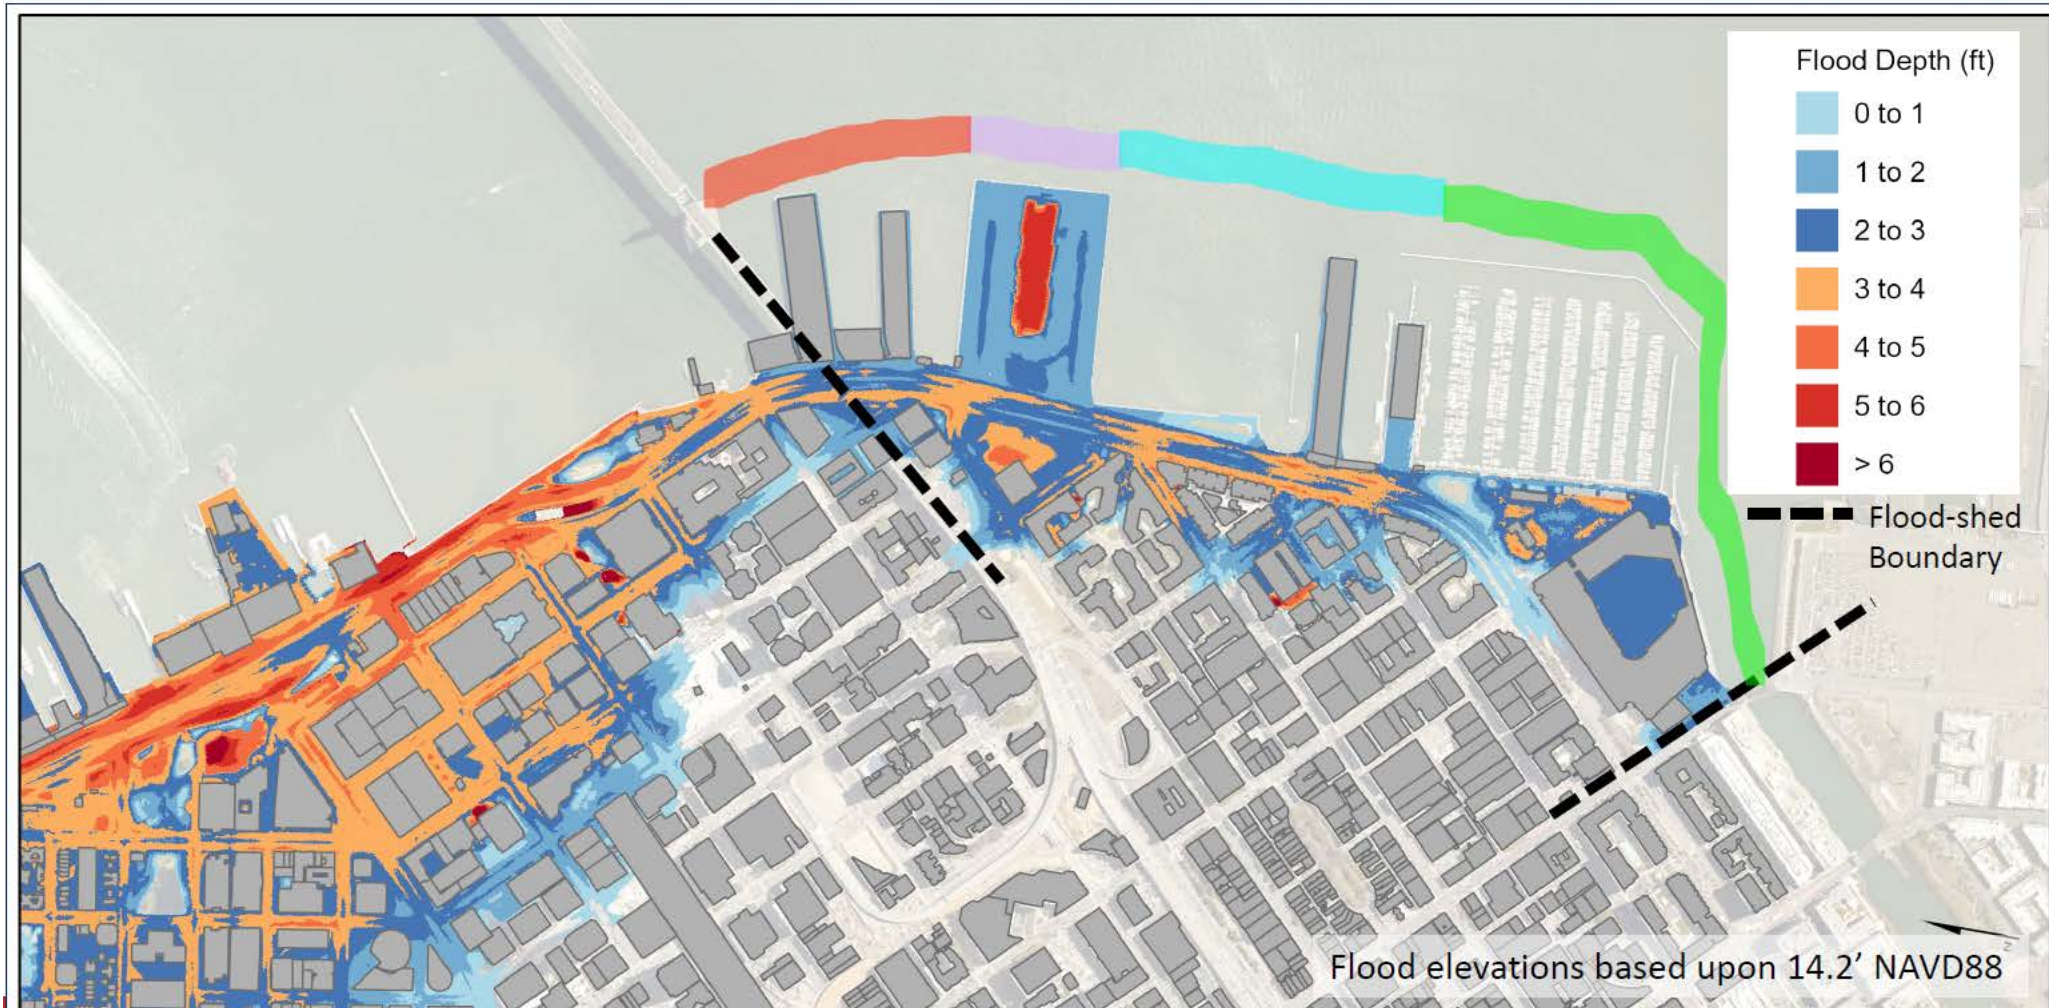 Flood Depth (ft)
0 to 1
1 to 2
2 to 3
3 to 4
4 to 5
5 to 6
> 6
Flood-shed
Boundary
Z
Flood elevations based upon 14.2’ NAVD88